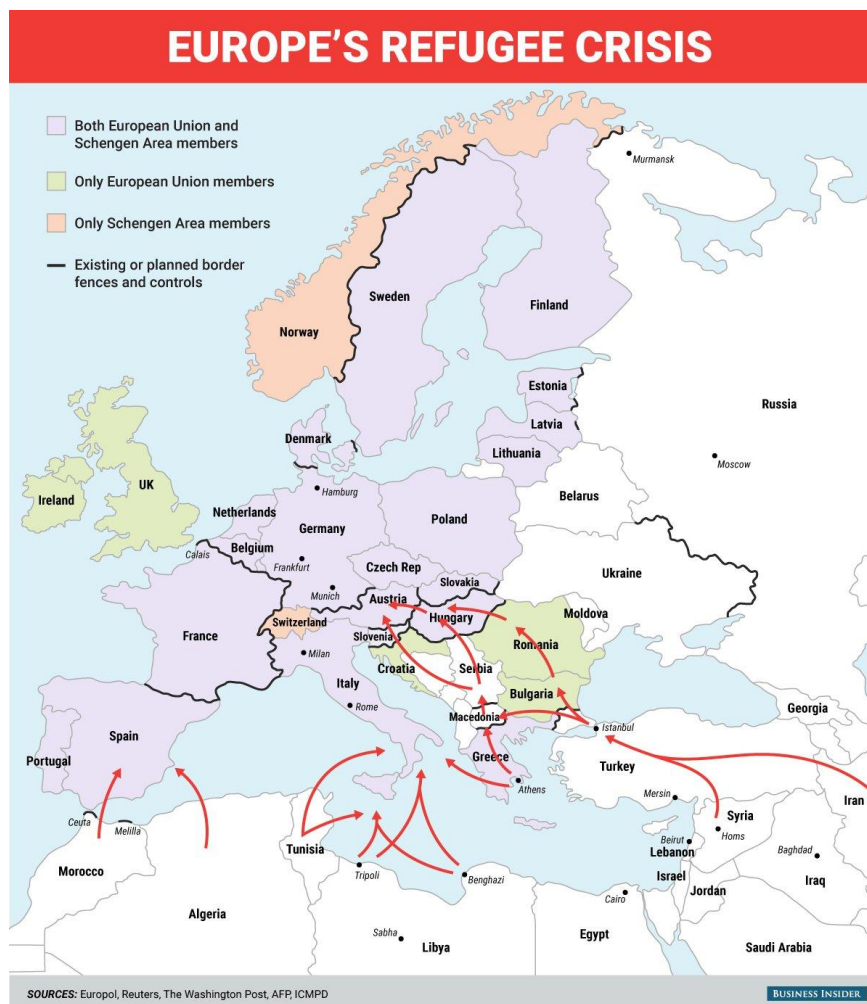 EUROPE'S REFUGEE CRISIS
Both European Union and
Schengen Area members
Only European Union members
Only Schengen Area members
Existing or planned border
fences and controls
Murmansk
Sweden
Finland
Norway
Estonia
Russia
Latvia
Denmark
Lithuania
Moscow
Ireland
UK
Hamburg
Belarus
Netherlands
Germany
Poland
Belgium
Calais
Frankfurt
Czech Rep
Ukraine
Slovakia
Munich
Austria
Moldova
Hungary
Switzerland
France
Slovenia
Romania
Milan
Croatia
Serbia
Italy
Bulgaria
Rome
Macedonia
Georgia
Istanbul
Spain
Greece
Turkey
Portugal
Athens
Mersin
Iran
Syria
Ceuta
Melilla
Homs
Tunisia
Beirut
Lebanon
Baghdad
Morocco
Tripoli
Benghazi
Israel
Iraq
Jordan
Cairo
Algeria
Sabha
Libya
Egypt
Saudi Arabia
SOURCES: Europol, Reuters, The Washington Post, AFP, ICMPD
BUSINESS INSIDER